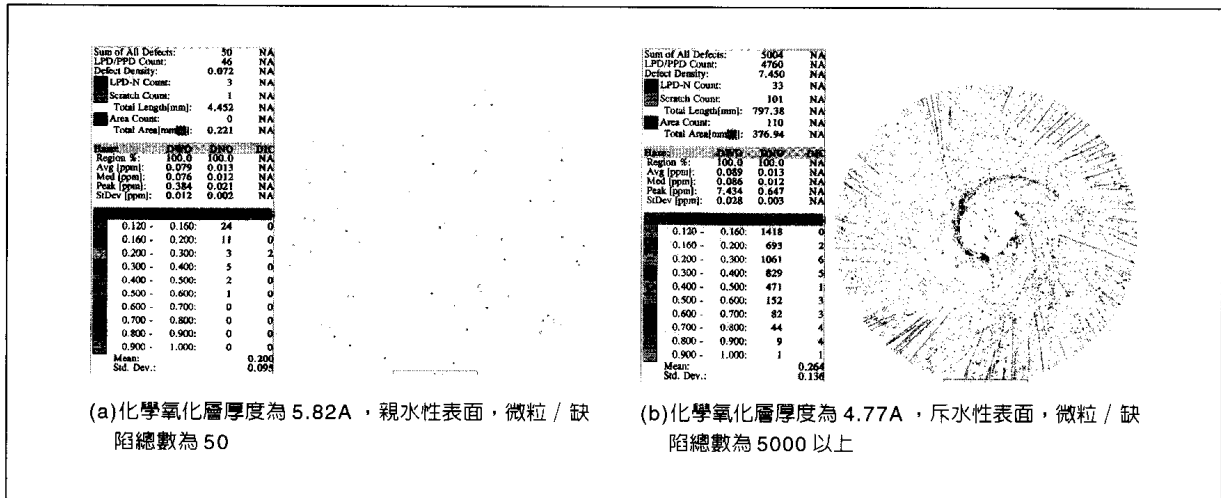 Sum of All Defects: 50 NA
LPD/PPD Count: 46 NA
Defect Density: 0.072 NA
LPD-N Count: 3 NA
Scratch Count: 1 NA
Total Length[mm]: 4.452 NA
Area Count: 0 NA
Total Area[mm]: 0.221 NA
Haze: DWO DNO DIC
Region %: 100.0 100.0 NA
Avg [ppm]: 0.079 0.013 NA
Med [ppm]: 0.076 0.012 NA
Peak [ppm]: 0.384 0.021 NA
StDev [ppm]: 0.012 0.002 NA
0.120 - 0.160: 24 0
0.160 - 0.200: 11 0
0.200 - 0.300: 3 2
0.300 - 0.400: 5 0
0.400 - 0.500: 2 0
0.500 - 0.600: 1 0
0.600 - 0.700: 0 0
0.700 - 0.800: 0 0
0.800 - 0.900: 0 0
0.900 - 1.000: 0 0
Mean: 0.200
Std. Dev.: 0.095
(a)化學氧化層厚度為 5.82A ，親水性表面，微粒 / 缺
陷總數為 50
Sum of All Defects: 5004 NA
LPD/PPD Count: 4760 NA
Defect Density: 7.450 NA
LPD-N Count: 33 NA
Scratch Count: 101 NA
Total Length[mm]: 797.38 NA
Area Count: 110 NA
Total Area[mm]: 376.94 NA
Haze: DWO DNO DIC
Region %: 100.0 100.0 NA
Avg [ppm]: 0.089 0.013 NA
Med [ppm]: 0.086 0.012 NA
Peak [ppm]: 7.434 0.647 NA
StDev [ppm]: 0.028 0.003 NA
0.120 - 0.160: 1418 0
0.160 - 0.200: 693 2
0.200 - 0.300: 1061 6
0.300 - 0.400: 829 5
0.400 - 0.500: 471 1
0.500 - 0.600: 152 3
0.600 - 0.700: 82 3
0.700 - 0.800: 44 4
0.800 - 0.900: 9 4
0.900 - 1.000: 1 1
Mean: 0.264
Std. Dev.: 0.136
(b)化學氧化層厚度為 4.77A ，斥水性表面，微粒 / 缺
陷總數為 5000 以上